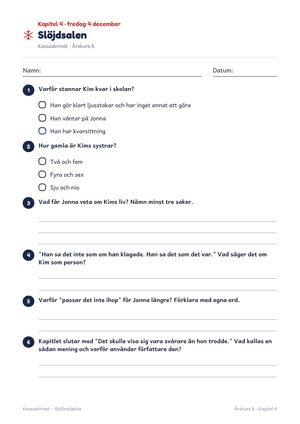 Kapitel 4 · fredag 4 december
Slöjdsalen
Kassaskrinet · Årskurs 6
Namn:
Datum:
1 Varför stannar Kim kvar i skolan?
Han gör klart ljusstakar och har inget annat att göra
Han väntar på Jonna
Han har kvarsittning
2 Hur gamla är Kims systrar?
Två och fem
Fyra och sex
Sju och nio
3 Vad får Jonna veta om Kims liv? Nämn minst tre saker.
4 "Han sa det inte som om han klagade. Han sa det som det var." Vad säger det om
Kim som person?
5 Varför "passar det inte ihop" för Jonna längre? Förklara med egna ord.
6 Kapitlet slutar med "Det skulle visa sig vara svårare än hon trodde." Vad kallas en
sådan mening och varför använder författaren den?
Kassaskrinet – läsförståelse
Årskurs 6 · Kapitel 4